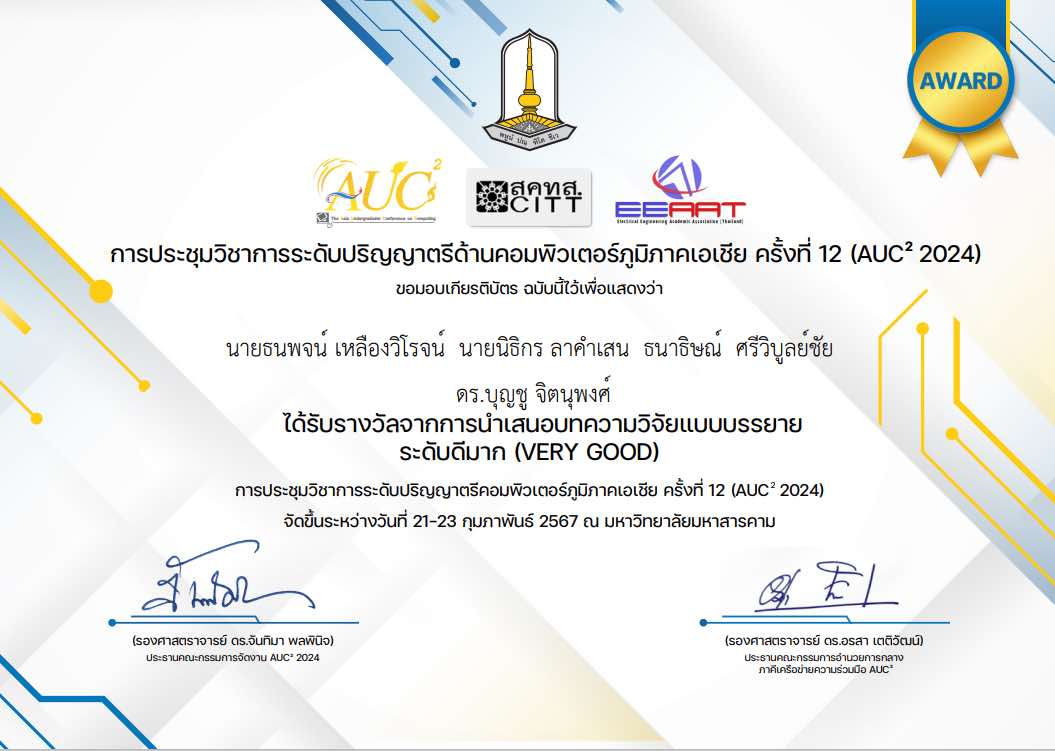 AWARD
พหูนํ ปณฺฑิโต ชีเว
AUC²
The Asia Undergraduate Conference on Computing
สคทส.
CITT
EEAAT
Electrical Engineering Academic Association (Thailand)
การประชุมวิชาการระดับปริญญาตรีด้านคอมพิวเตอร์ภูมิภาคเอเชีย ครั้งที่ 12 (AUC² 2024)
ขอมอบเกียรติบัตร ฉบับนี้ไว้เพื่อแสดงว่า
นายธนพจน์ เหลืองวิโรจน์ นายนิธิกร ลาคำเสน ธนาธิษณ์ ศรีวิบูลย์ชัย
ดร.บุญชู จิตนุพงศ์
ได้รับรางวัลจากการนำเสนอบทความวิจัยแบบบรรยาย
ระดับดีมาก (VERY GOOD)
การประชุมวิชาการระดับปริญญาตรีคอมพิวเตอร์ภูมิภาคเอเชีย ครั้งที่ 12 (AUC² 2024)
จัดขึ้นระหว่างวันที่ 21-23 กุมภาพันธ์ 2567 ณ มหาวิทยาลัยมหาสารคาม
(รองศาสตราจารย์ ดร.จันทิมา พลพินิจ)
ประธานคณะกรรมการจัดงาน AUC² 2024
(รองศาสตราจารย์ ดร.อรสา เตติวัฒน์)
ประธานคณะกรรมการอำนวยการกลาง
ภาคีเครือข่ายความร่วมมือ AUC²